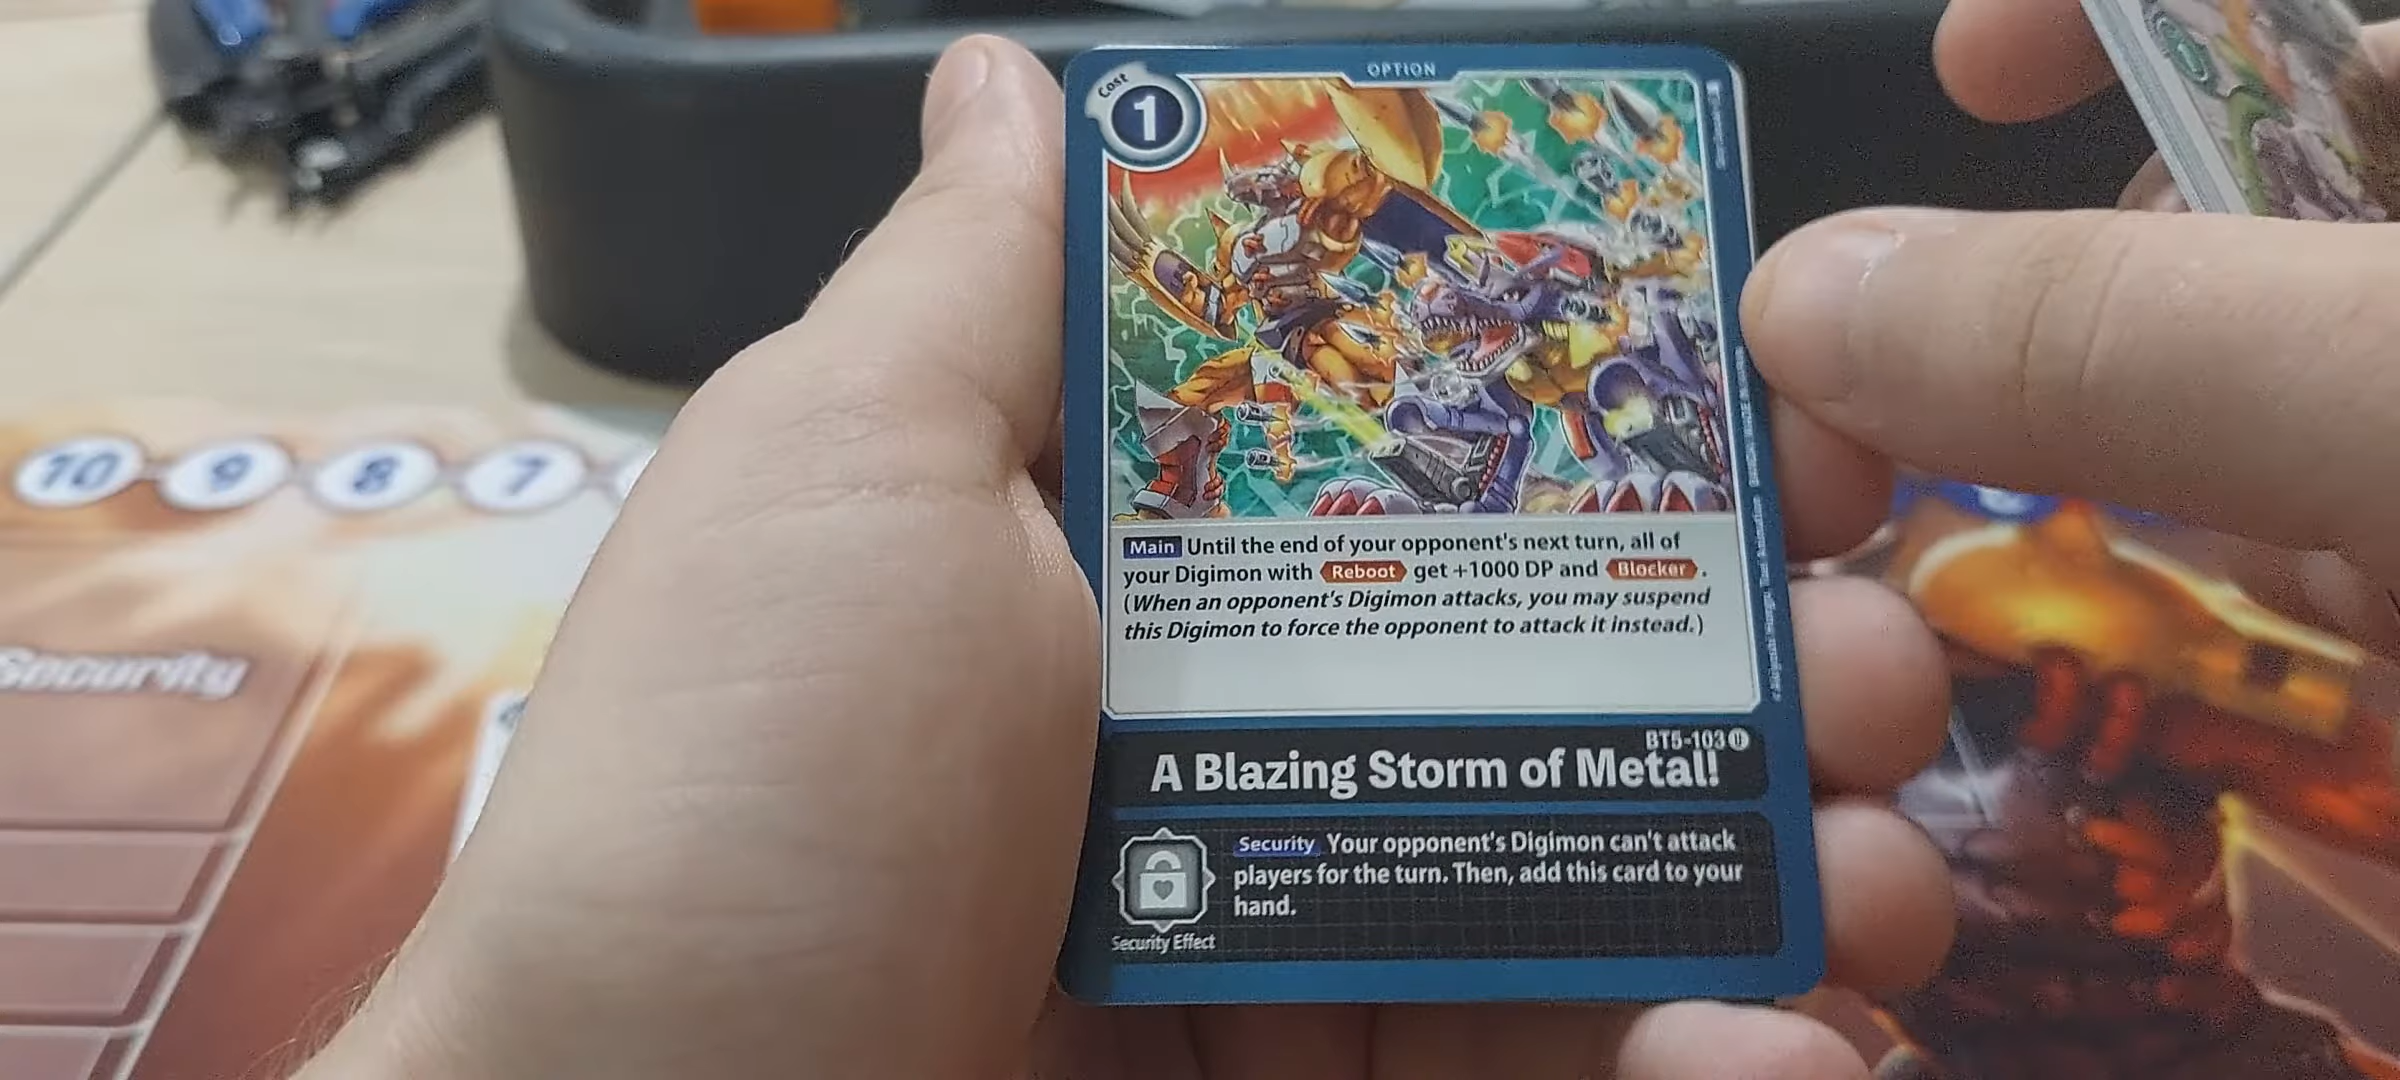 OPTION
Cost
1
Main Until the end of your opponent's next turn, all of
your Digimon with Reboot get +1000 DP and Blocker.
(When an opponent's Digimon attacks, you may suspend
this Digimon to force the opponent to attack it instead.)
BT5-103 U
A Blazing Storm of Metal!
Security Your opponent's Digimon can't attack
players for the turn. Then, add this card to your
hand.
Security Effect
10 9 8 7
Security